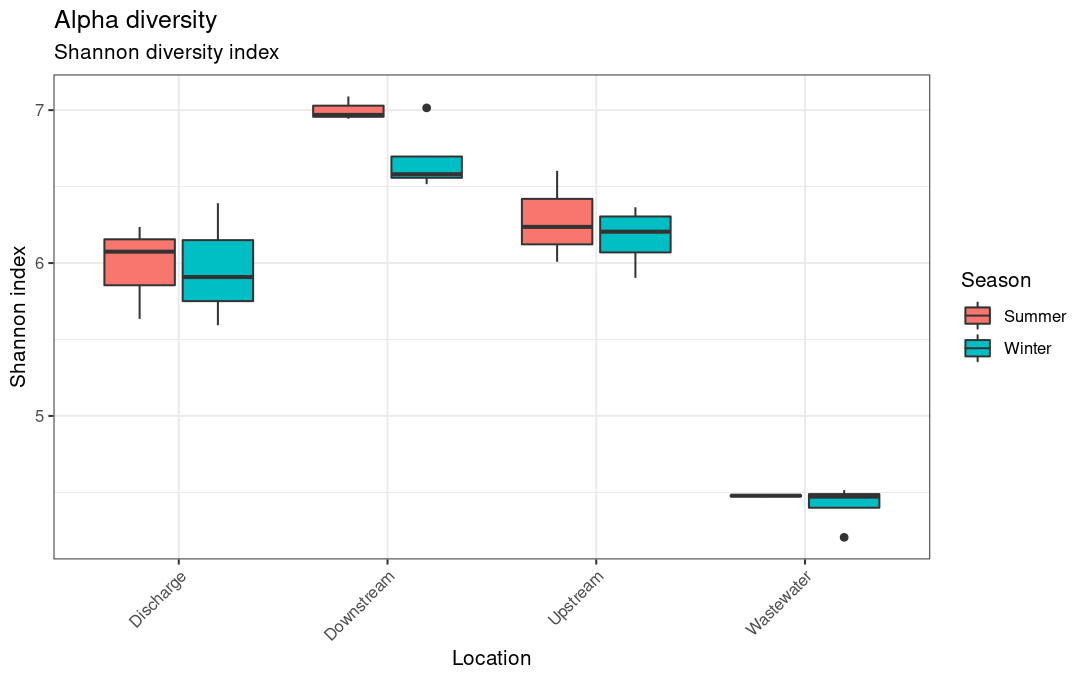 Alpha diversity
Shannon diversity index
Shannon index
7
6
5
Discharge
Downstream
Upstream
Wastewater
Location
Season
Summer
Winter